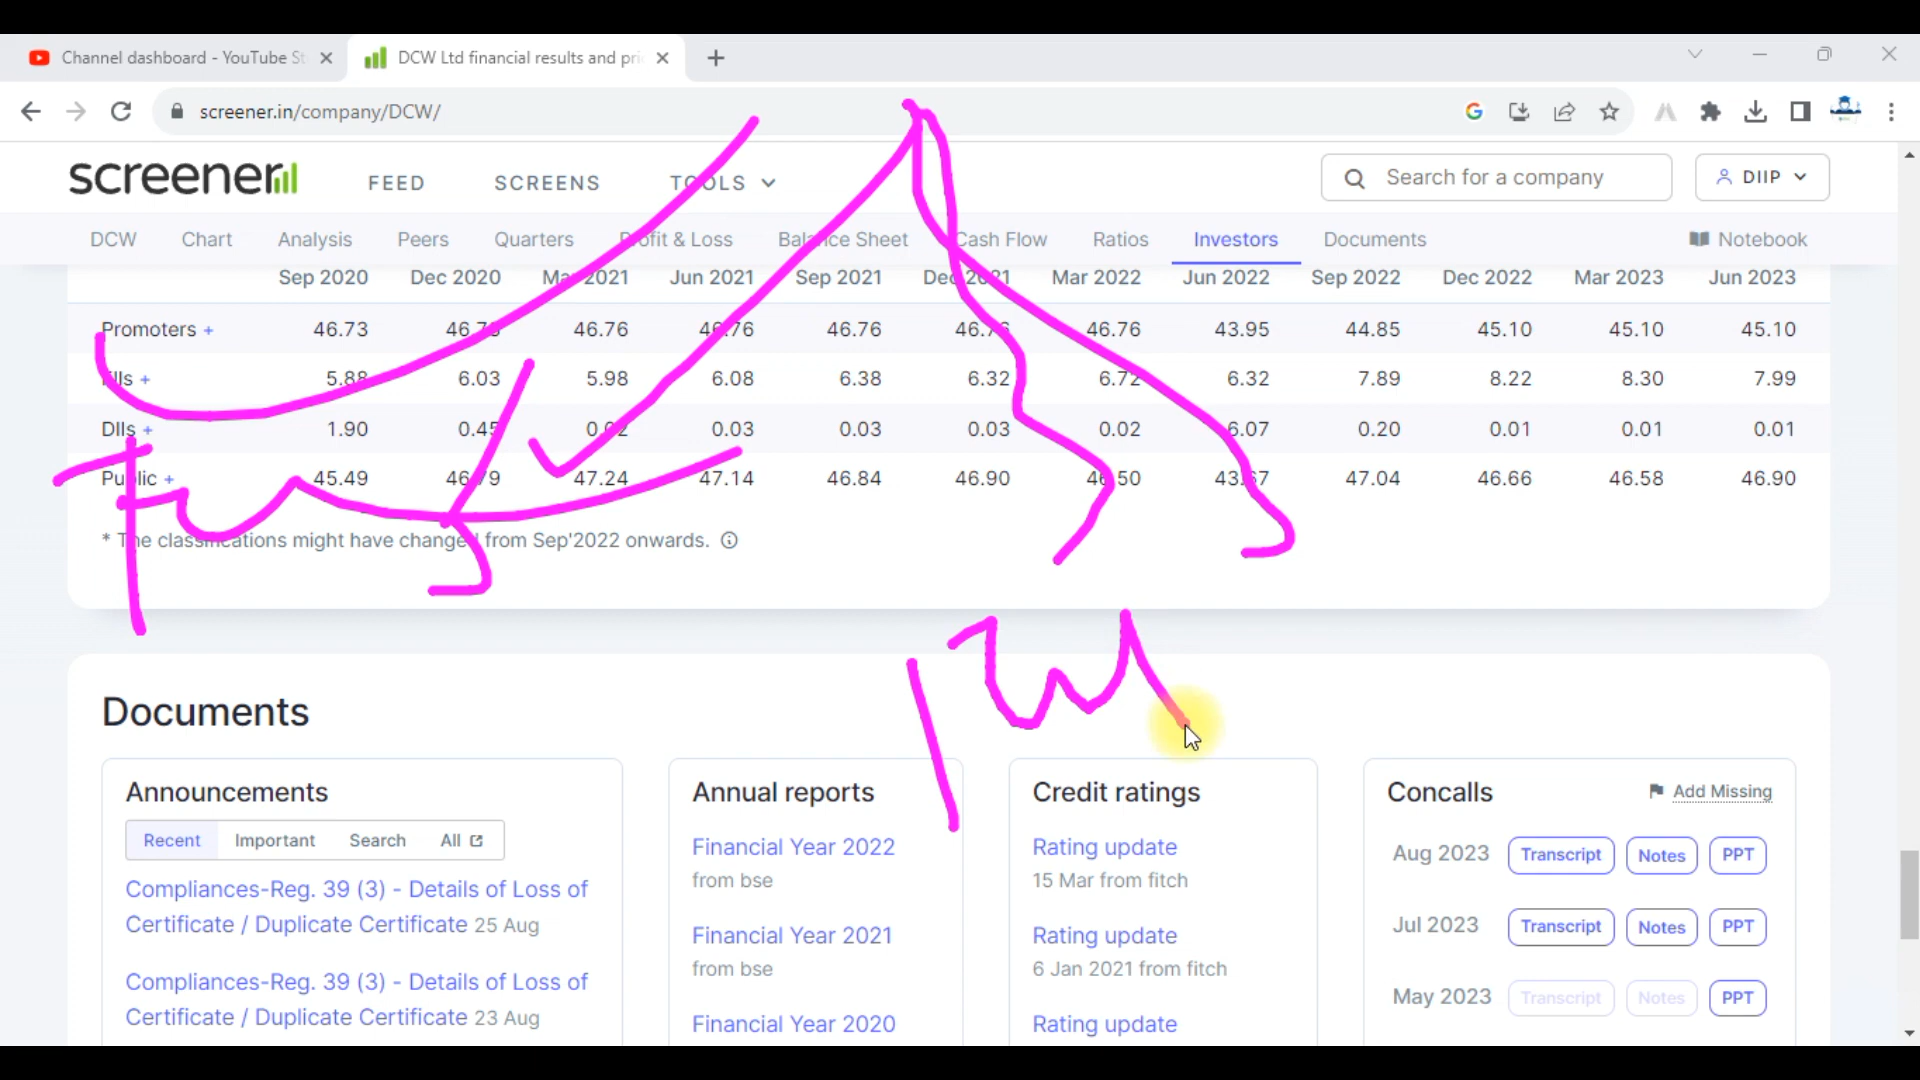 Channel dashboard - YouTube St
DCW Ltd financial results and pri
screener.in/company/DCW/
screener
FEED SCREENS TOOLS
Search for a company
DIIP
DCW Chart Analysis Peers Quarters Profit & Loss Balance Sheet Cash Flow Ratios Investors Documents Notebook
Sep 2020 Dec 2020 Mar 2021 Jun 2021 Sep 2021 Dec 2021 Mar 2022 Jun 2022 Sep 2022 Dec 2022 Mar 2023 Jun 2023
Promoters + 46.73 46.76 46.76 46.76 46.76 46.76 43.95 44.85 45.10 45.10 45.10
FIIs + 5.88 6.03 5.98 6.08 6.38 6.32 6.72 6.32 7.89 8.22 8.30 7.99
DIIs + 1.90 0.45 0.02 0.03 0.03 0.03 0.02 6.07 0.20 0.01 0.01 0.01
Public + 45.49 47.24 47.14 46.84 46.90 46.50 43.67 47.04 46.66 46.58 46.90
* The classifications might have changed from Sep'2022 onwards.
Documents
Announcements
Recent Important Search All
Compliances-Reg. 39 (3) - Details of Loss of
Certificate / Duplicate Certificate 25 Aug
Compliances-Reg. 39 (3) - Details of Loss of
Certificate / Duplicate Certificate 23 Aug
Annual reports
Financial Year 2022
from bse
Financial Year 2021
from bse
Financial Year 2020
Credit ratings
Rating update
15 Mar from fitch
Rating update
6 Jan 2021 from fitch
Rating update
Concalls
Add Missing
Aug 2023 Transcript Notes PPT
Jul 2023 Transcript Notes PPT
May 2023 Transcript Notes PPT